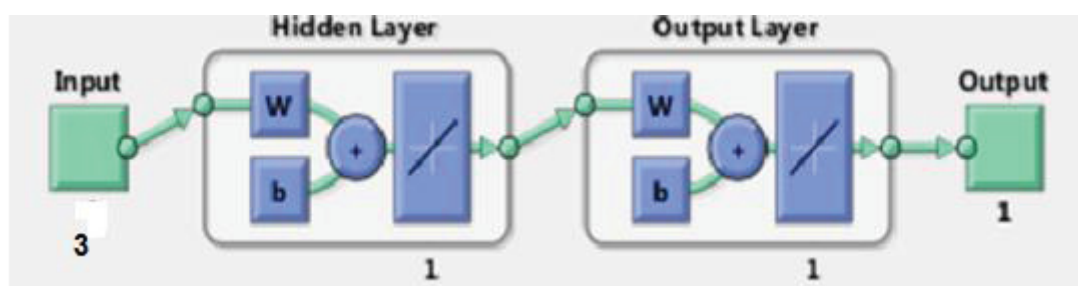 Hidden Layer
Output Layer
Input
Output
W
W
+
+
b
b
3
1
1
1